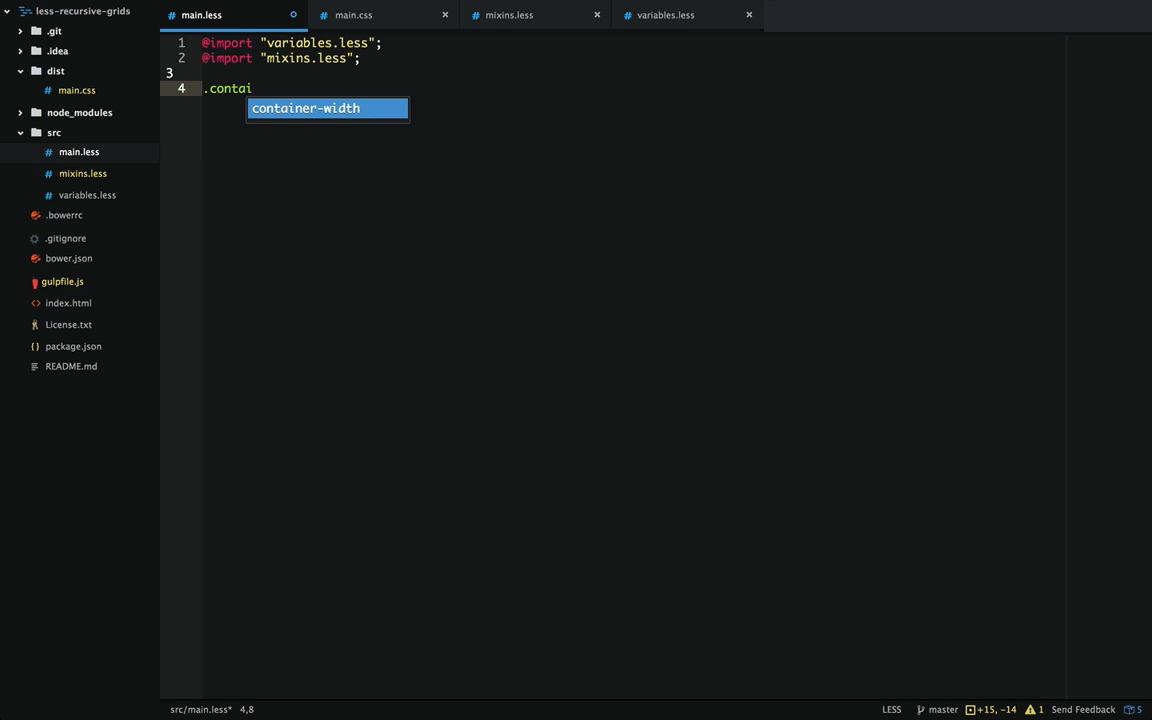 less-recursive-grids
.git
.idea
dist
main.css
node_modules
src
main.less
mixins.less
variables.less
.bowerrc
.gitignore
bower.json
gulpfile.js
index.html
License.txt
package.json
README.md
main.less main.css mixins.less variables.less
1 @import "variables.less";
2 @import "mixins.less";
3
4 .contai
container-width
src/main.less* 4,8 LESS master +15, -14 1 Send Feedback 5